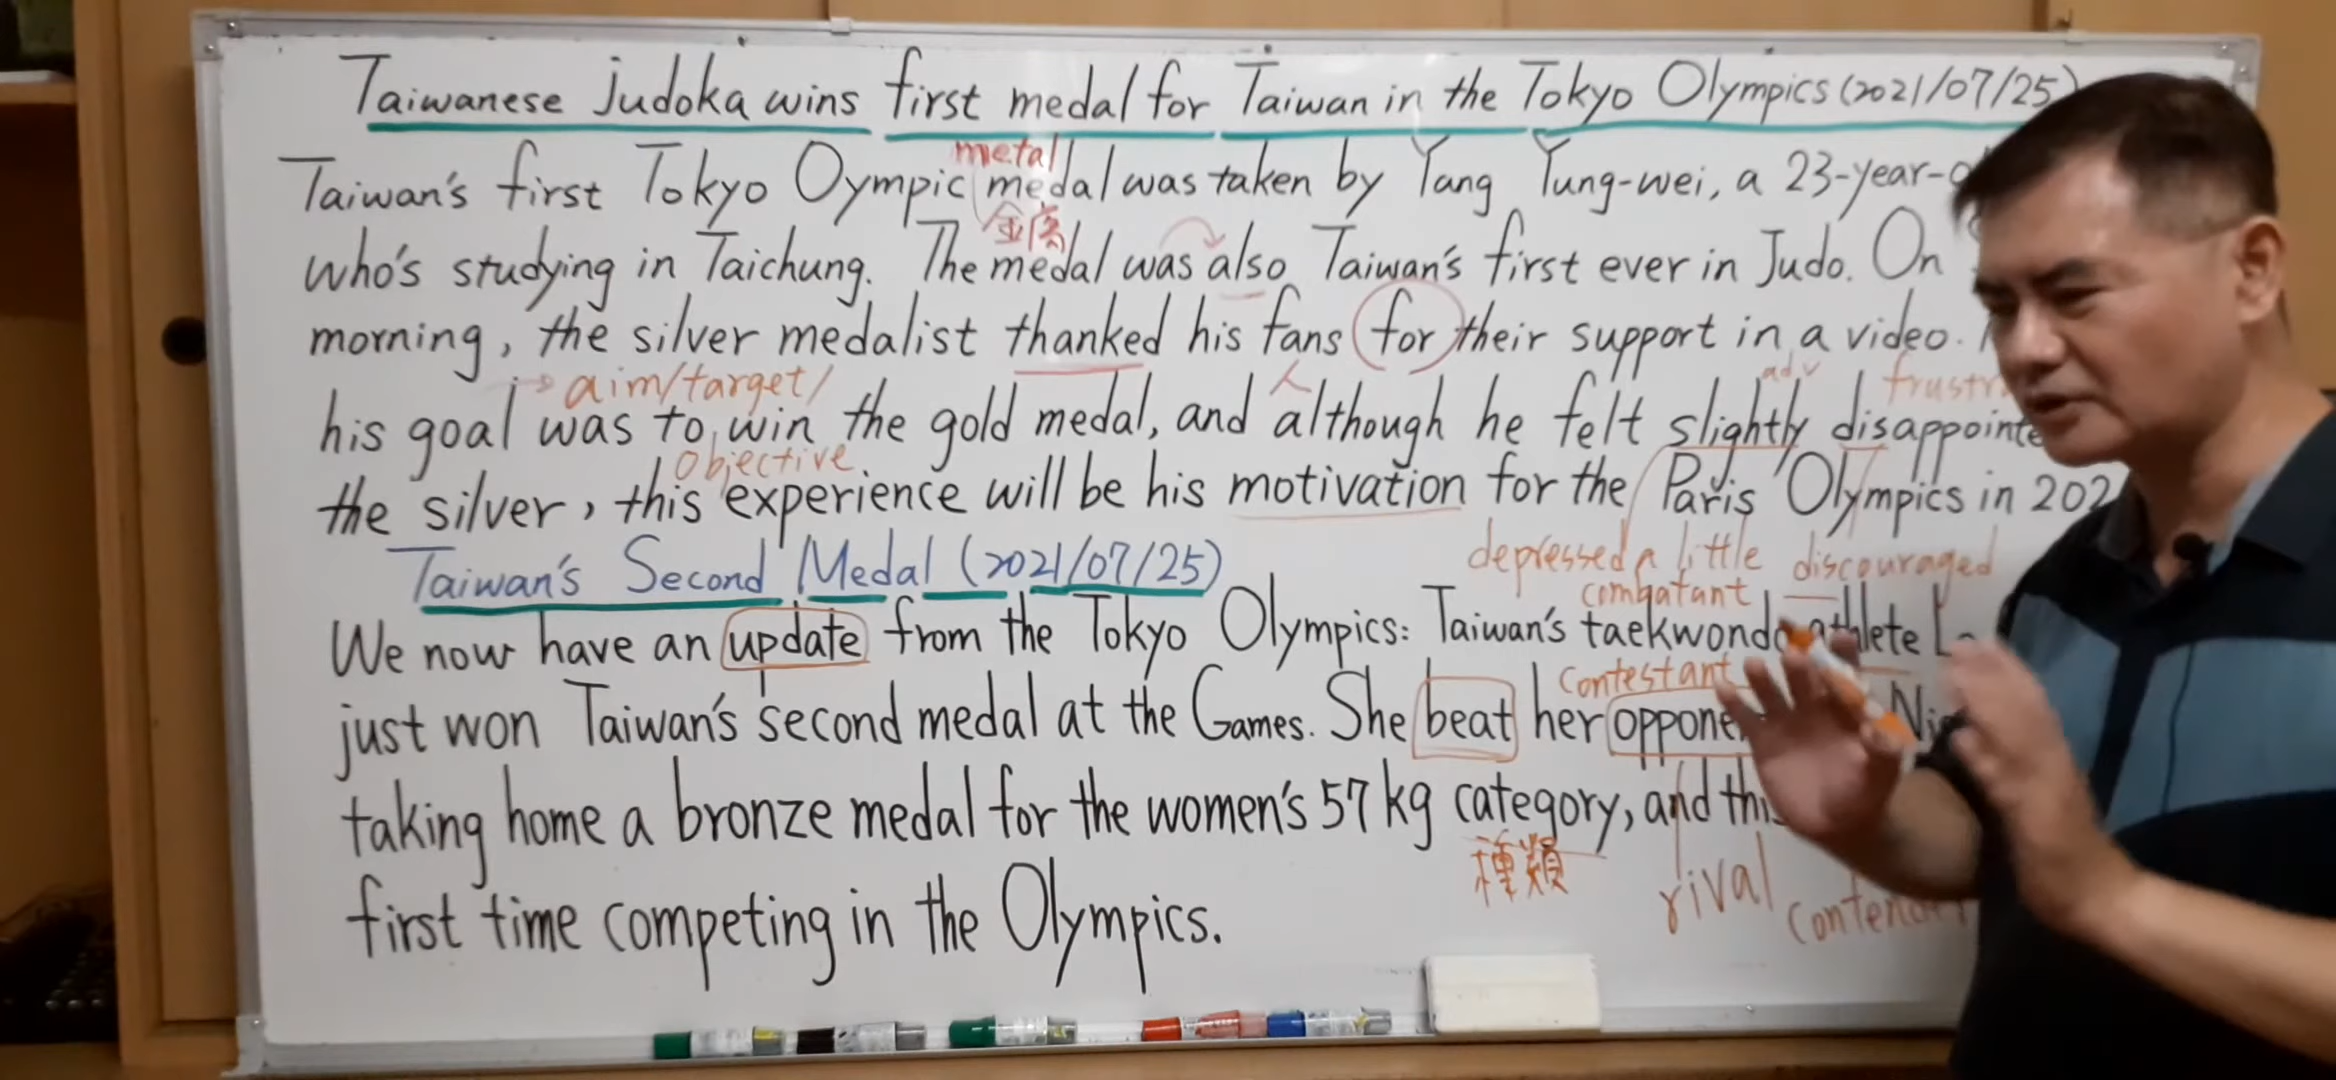 Taiwanese judoka wins first medal for Taiwan in the Tokyo Olympics (2021/07/25)
metal
Taiwan's first Tokyo Oympic medal was taken by Yang Yung-wei, a 23-year-
金屬
who's studying in Taichung. The medal was also Taiwan's first ever in Judo. On
morning, the silver medalist thanked his fans for their support in a video.
aim/target/ 人 adv
his goal was to win the gold medal, and although he felt slightly
objective
the silver, this experience will be his motivation for the Paris Olympics in
Taiwan's Second Medal (2021/07/25)
depressed a little discouraged
combatant
We now have an update from the Tokyo Olympics: Taiwan's taekwondo athlete
contestant
just won Taiwan's second medal at the Games. She beat her
taking home a bronze medal for the women's 57 kg category, and
種類 rival
first time competing in the Olympics.